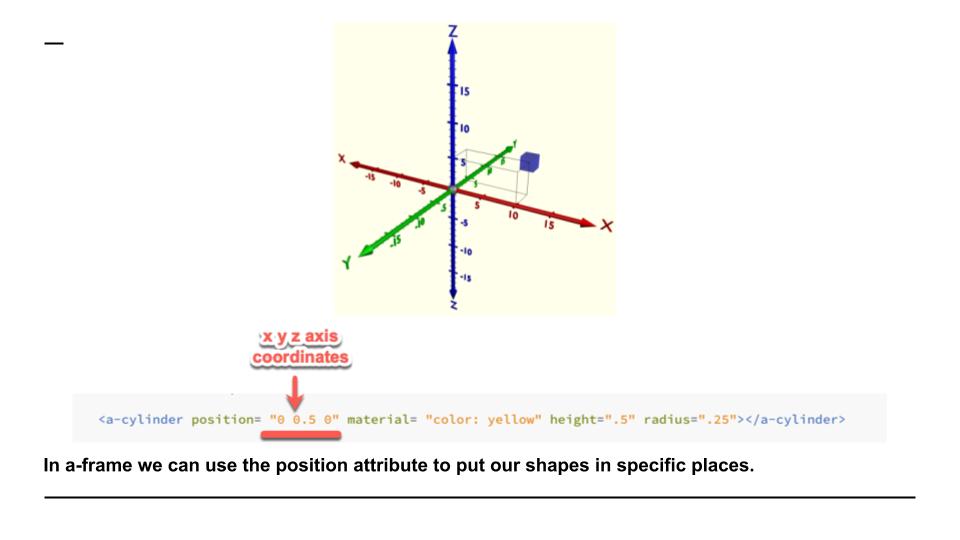 Z
15
10
5
Y
X
-15
-10
-5
5
5
5
10
15
X
-5
-10
-15
Y
Z
x y z axis
coordinates
<a-cylinder position= "0 0.5 0" material= "color: yellow" height=".5" radius=".25"></a-cylinder>
In a-frame we can use the position attribute to put our shapes in specific places.